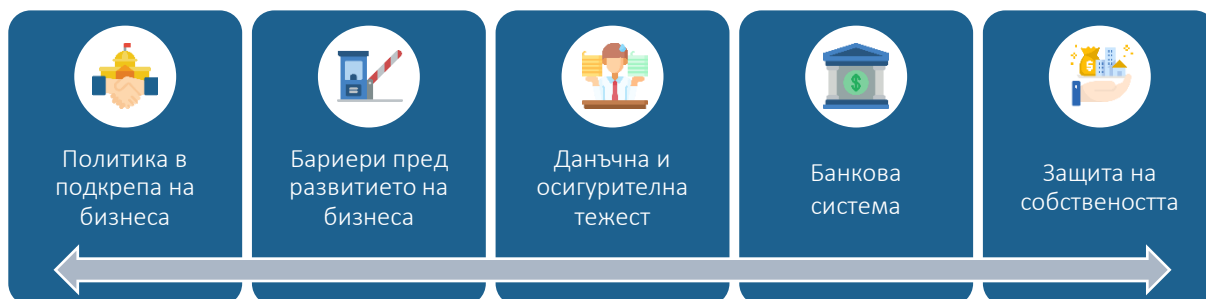 Политика в
подкрепа на
бизнеса
Бариери пред
развитието на
бизнеса
Данъчна и
осигурителна
тежест
Банкова
система
Защита на
собствеността